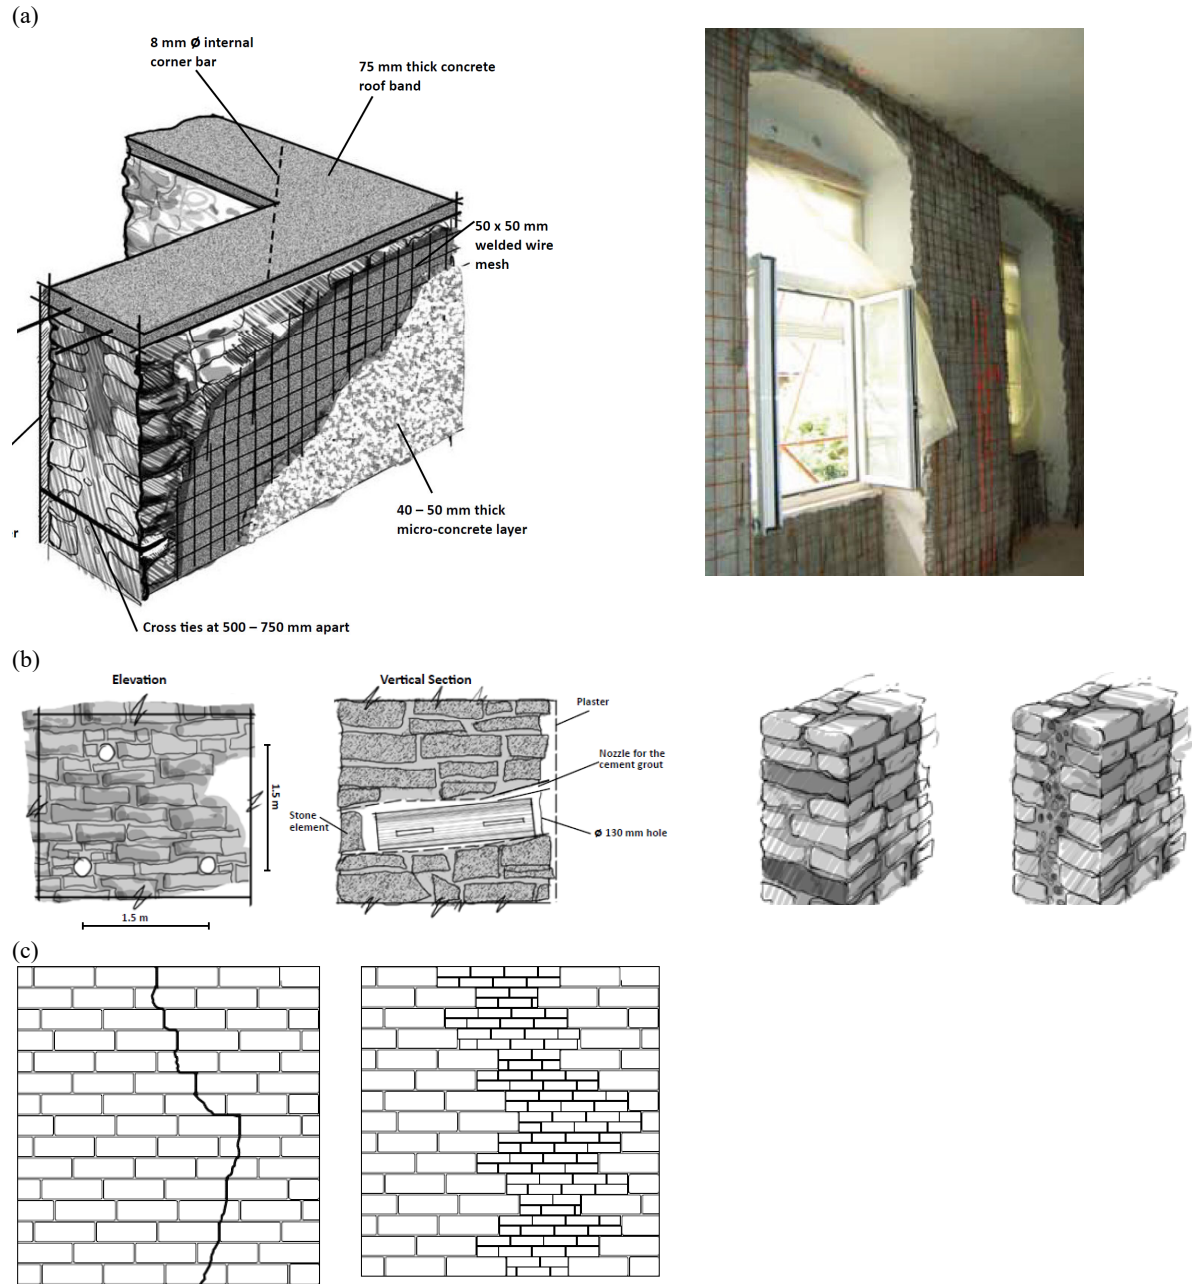 (a)
8 mm Ø internal
corner bar
75 mm thick concrete
roof band
50 x 50 mm
welded wire
mesh
40 – 50 mm thick
micro-concrete layer
r
Cross ties at 500 – 750 mm apart
(b)
Elevation
Vertical Section
Plaster
Nozzle for the
cement grout
1.5 m
Stone
element
Ø 130 mm hole
1.5 m
(c)